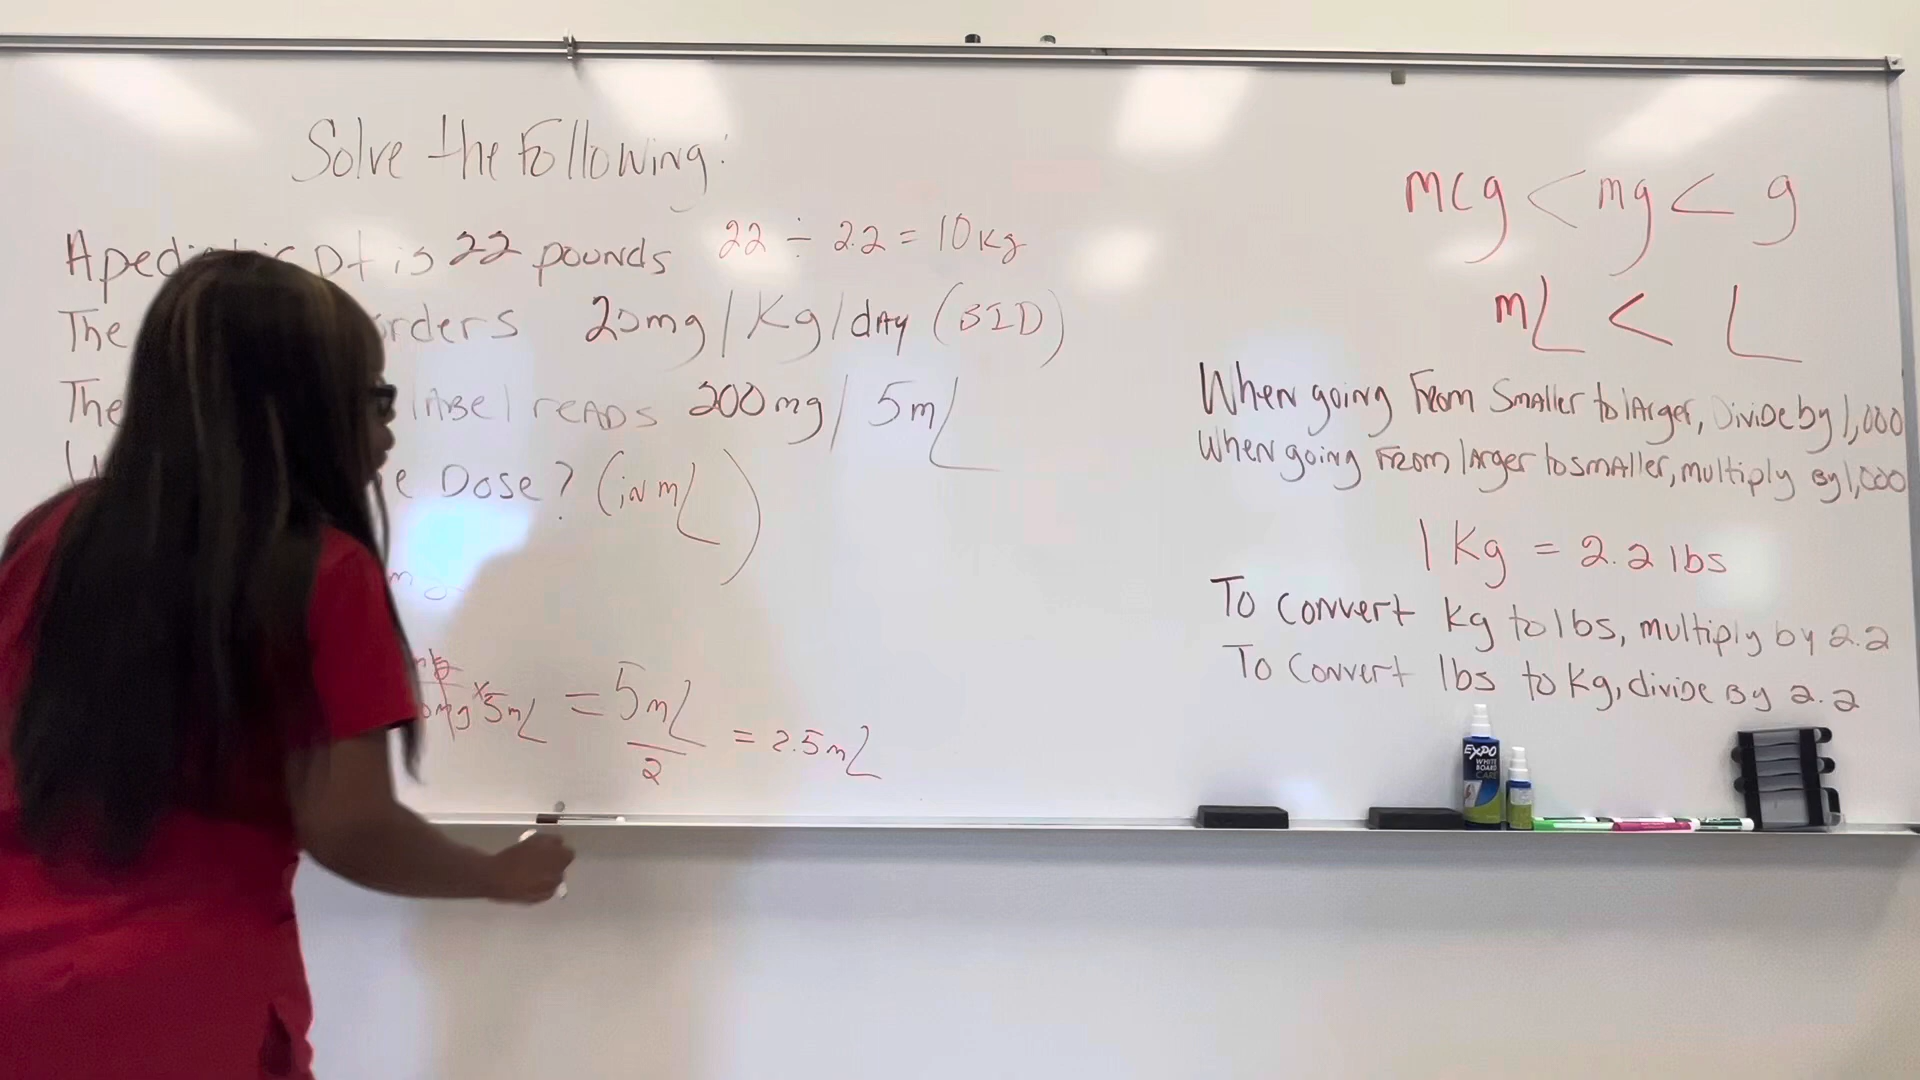 Solve the Following:
A pedi ic pt is 22 pounds 22 ÷ 2.2 = 10 kg
The orders 20mg/Kg/day (BID)
The label reads 200mg/5mL
e Dose? (in mL)
mg x 5mL = 5mL / 2 = 2.5mL
mcg < mg < g
mL < L
When going From Smaller to larger, Divide by 1,000
When going From larger to smaller, multiply by 1,000
1 Kg = 2.2 lbs
To convert kg to lbs, multiply by 2.2
To Convert lbs to kg, divide By 2.2
EXPO
WHITE
BOARD
CARE